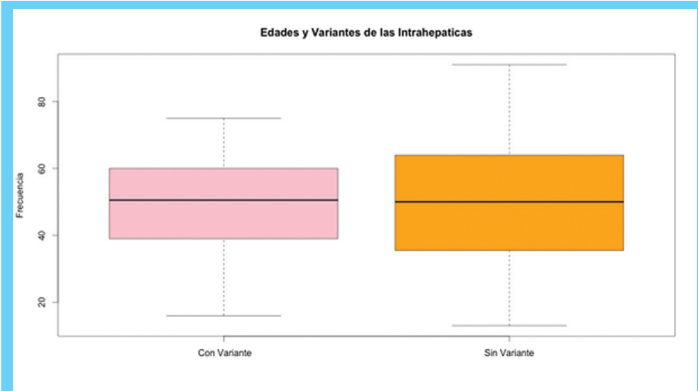 Edades y Variantes de las Intrahepaticas
Frecuencia
80
60
40
20
Con Variante
Sin Variante